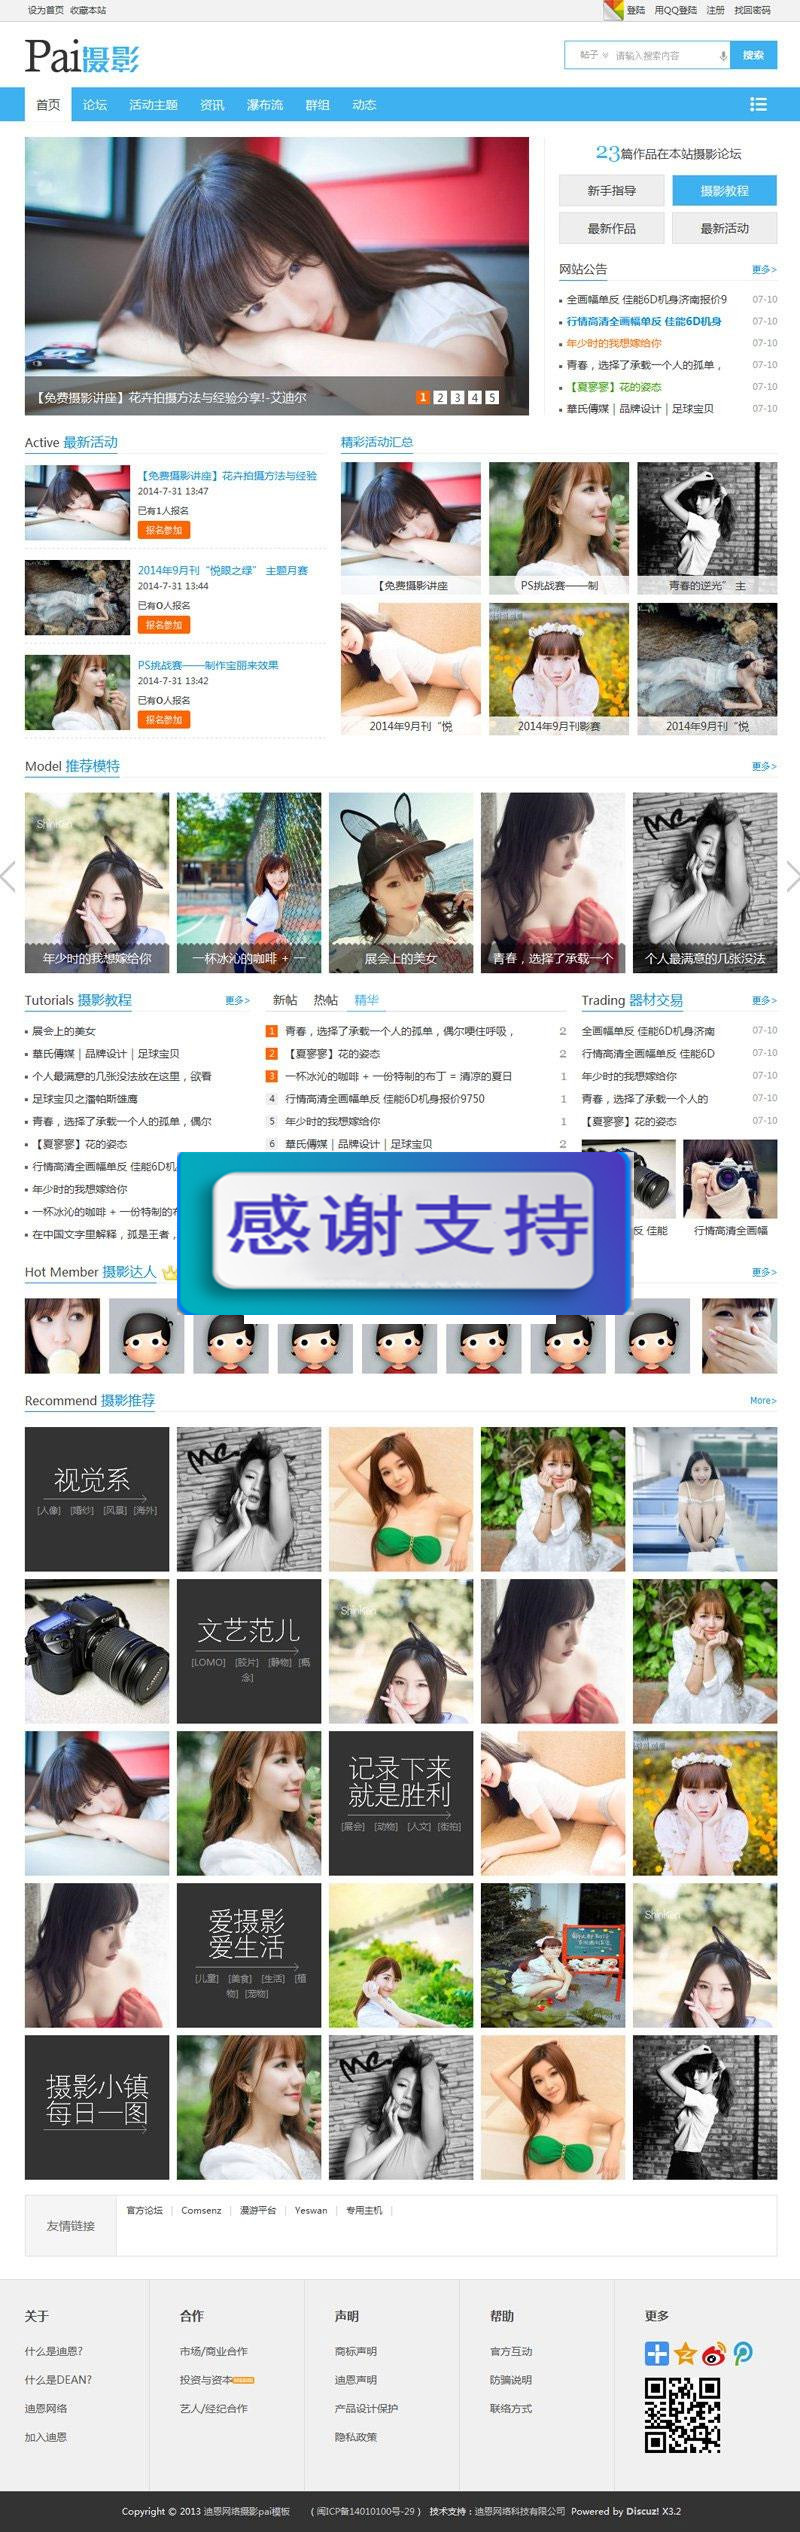 设为首页 收藏本站
登陆 用QQ登陆 注册 找回密码
Pai摄影
帖子 请输入搜索内容 搜索
首页 论坛 活动主题 资讯 瀑布流 群组 动态
【免费摄影讲座】花卉拍摄方法与经验分享!-艾迪尔
1 2 3 4 5
23篇作品在本站摄影论坛
新手指导 摄影教程
最新作品 最新活动
网站公告 更多>
全画幅单反 佳能6D机身济南报价9 07-10
行情高清全画幅单反 佳能6D机身 07-10
年少时的我想嫁给你 07-10
青春，选择了承载一个人的孤单， 07-10
【夏寥寥】花的姿态 07-10
華氏傳媒 | 品牌设计 | 足球宝贝 07-10
Active 最新活动
【免费摄影讲座】花卉拍摄方法与经验
2014-7-31 13:47
已有1人报名
报名参加
2014年9月刊“悦眼之绿” 主题月赛
2014-7-31 13:44
已有0人报名
报名参加
PS挑战赛——制作宝丽来效果
2014-7-31 13:42
已有0人报名
报名参加
精彩活动汇总
【免费摄影讲座 PS挑战赛——制 青春的逆光” 主
2014年9月刊“悦 2014年9月刊影赛 2014年9月刊“悦
Model 推荐模特 更多>
ShinKen
Me
年少时的我想嫁给你 一杯冰沁的咖啡 + 一 展会上的美女 青春，选择了承载一个 个人最满意的几张没法
Tutorials 摄影教程 更多>
展会上的美女
華氏傳媒 | 品牌设计 | 足球宝贝
个人最满意的几张没法放在这里，欲看
足球宝贝之潘帕斯雄鹰
青春，选择了承载一个人的孤单，偶尔
【夏寥寥】花的姿态
行情高清全画幅单反 佳能6D机
年少时的我想嫁给你
一杯冰沁的咖啡 + 一份特制的布
在中国文字里解释，孤是王者，
新帖 热帖 精华
1 青春，选择了承载一个人的孤单，偶尔哽住呼吸， 2
2 【夏寥寥】花的姿态 2
3 一杯冰沁的咖啡 + 一份特制的布丁 = 清凉的夏日 1
4 行情高清全画幅单反 佳能6D机身报价9750 1
5 年少时的我想嫁给你 1
6 華氏傳媒 | 品牌设计 | 足球宝贝 2
Trading 器材交易 更多>
全画幅单反 佳能6D机身济南 07-10
行情高清全画幅单反 佳能6D 07-10
年少时的我想嫁给你 07-10
青春，选择了承载一个人的 07-10
【夏寥寥】花的姿态 07-10
反 佳能 行情高清全画幅
感谢支持
Hot Member 摄影达人 更多>
Recommend 摄影推荐 More>
视觉系
[人像] [婚纱] [风景] [海外]
Me
Canon
文艺范儿
[LOMO] [胶片] [静物] [概
念]
ShinKen
记录下来
就是胜利
[展会] [动物] [人文] [街拍]
爱摄影
爱生活
[儿童] [美食] [生活] [植
物] [宠物]
ShinKen
摄影小镇
每日一图
Me
友情链接
官方论坛 | Comsenz | 漫游平台 | Yeswan | 专用主机 |
关于
什么是迪恩?
什么是DEAN?
迪恩网络
加入迪恩
合作
市场/商业合作
投资与资本
艺人/经纪合作
声明
商标声明
迪恩声明
产品设计保护
隐私政策
帮助
官方互动
防骗说明
联络方式
更多
Copyright © 2013 迪恩网络摄影pai模板 ( 闽ICP备14010100号-29 ) 技术支持：迪恩网络科技有限公司 Powered by Discuz! X3.2